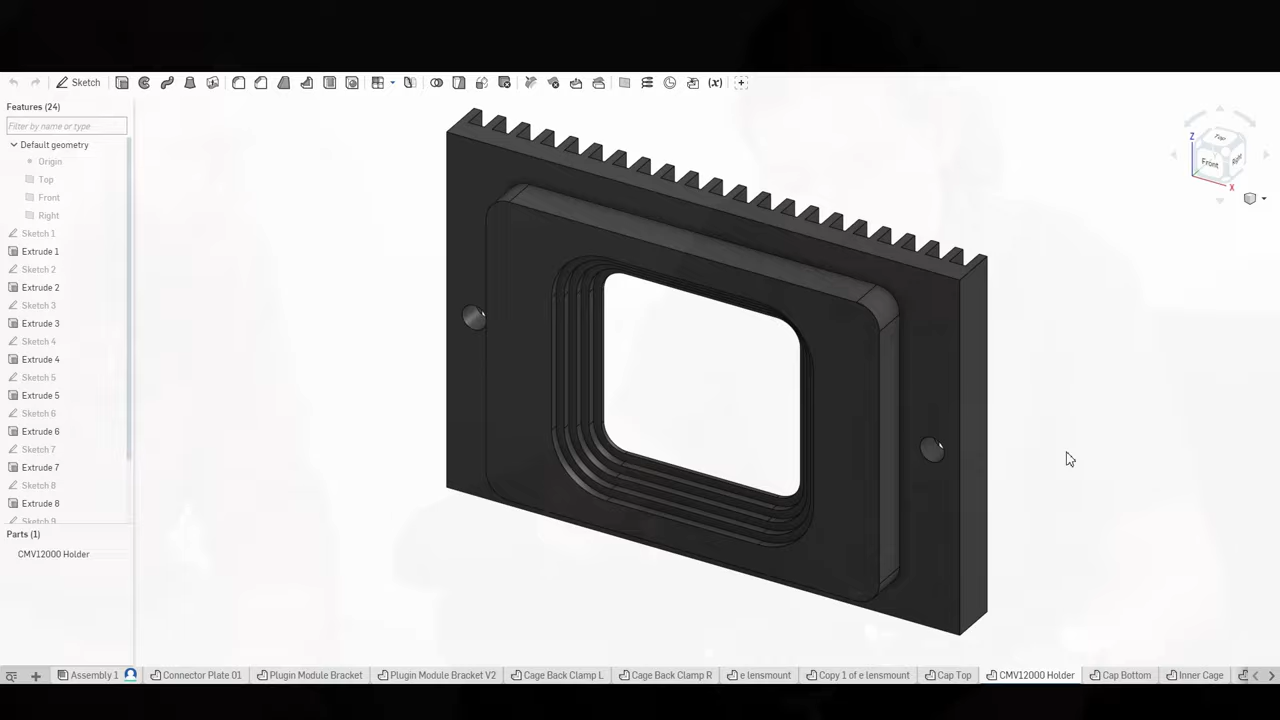 Sketch
(x)
Features (24)
Filter by name or type
Default geometry
Origin
Top
Front
Right
Sketch 1
Extrude 1
Sketch 2
Extrude 2
Sketch 3
Extrude 3
Sketch 4
Extrude 4
Sketch 5
Extrude 5
Sketch 6
Extrude 6
Sketch 7
Extrude 7
Sketch 8
Extrude 8
Sketch 9
Parts (1)
CMV12000 Holder
Z
Top
Front
Right
X
Assembly 1
Connector Plate 01
Plugin Module Bracket
Plugin Module Bracket V2
Cage Back Clamp L
Cage Back Clamp R
e lensmount
Copy 1 of e lensmount
Cap Top
CMV12000 Holder
Cap Bottom
Inner Cage